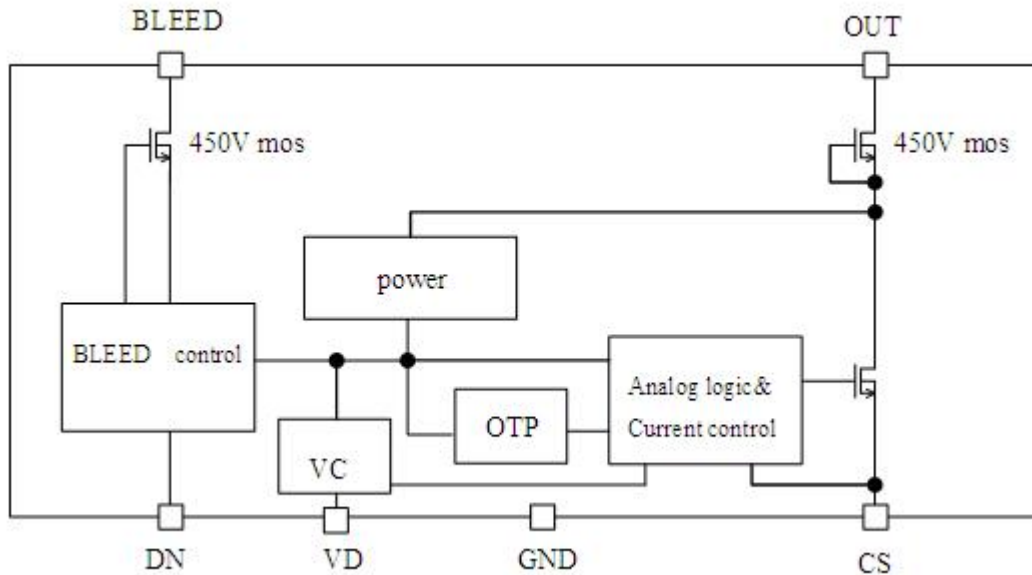 BLEED
OUT
450V mos
450V mos
power
BLEED control
Analog logic&
Current control
OTP
VC
DN
VD
GND
CS